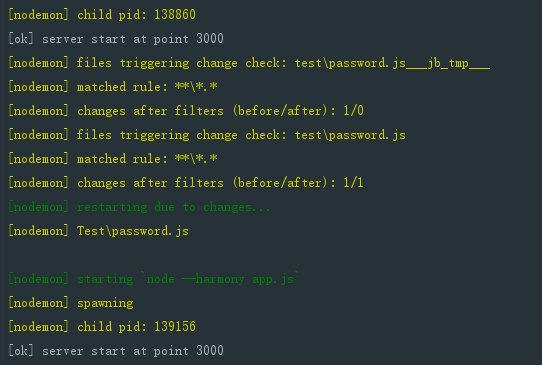 [nodemon] child pid: 138860
[ok] server start at point 3000
[nodemon] files triggering change check: test\password.js___jb_tmp___
[nodemon] matched rule: **\*.*
[nodemon] changes after filters (before/after): 1/0
[nodemon] files triggering change check: test\password.js
[nodemon] matched rule: **\*.*
[nodemon] changes after filters (before/after): 1/1
[nodemon] restarting due to changes...
[nodemon] Test\password.js
[nodemon] starting `node --harmony app.js`
[nodemon] spawning
[nodemon] child pid: 139156
[ok] server start at point 3000